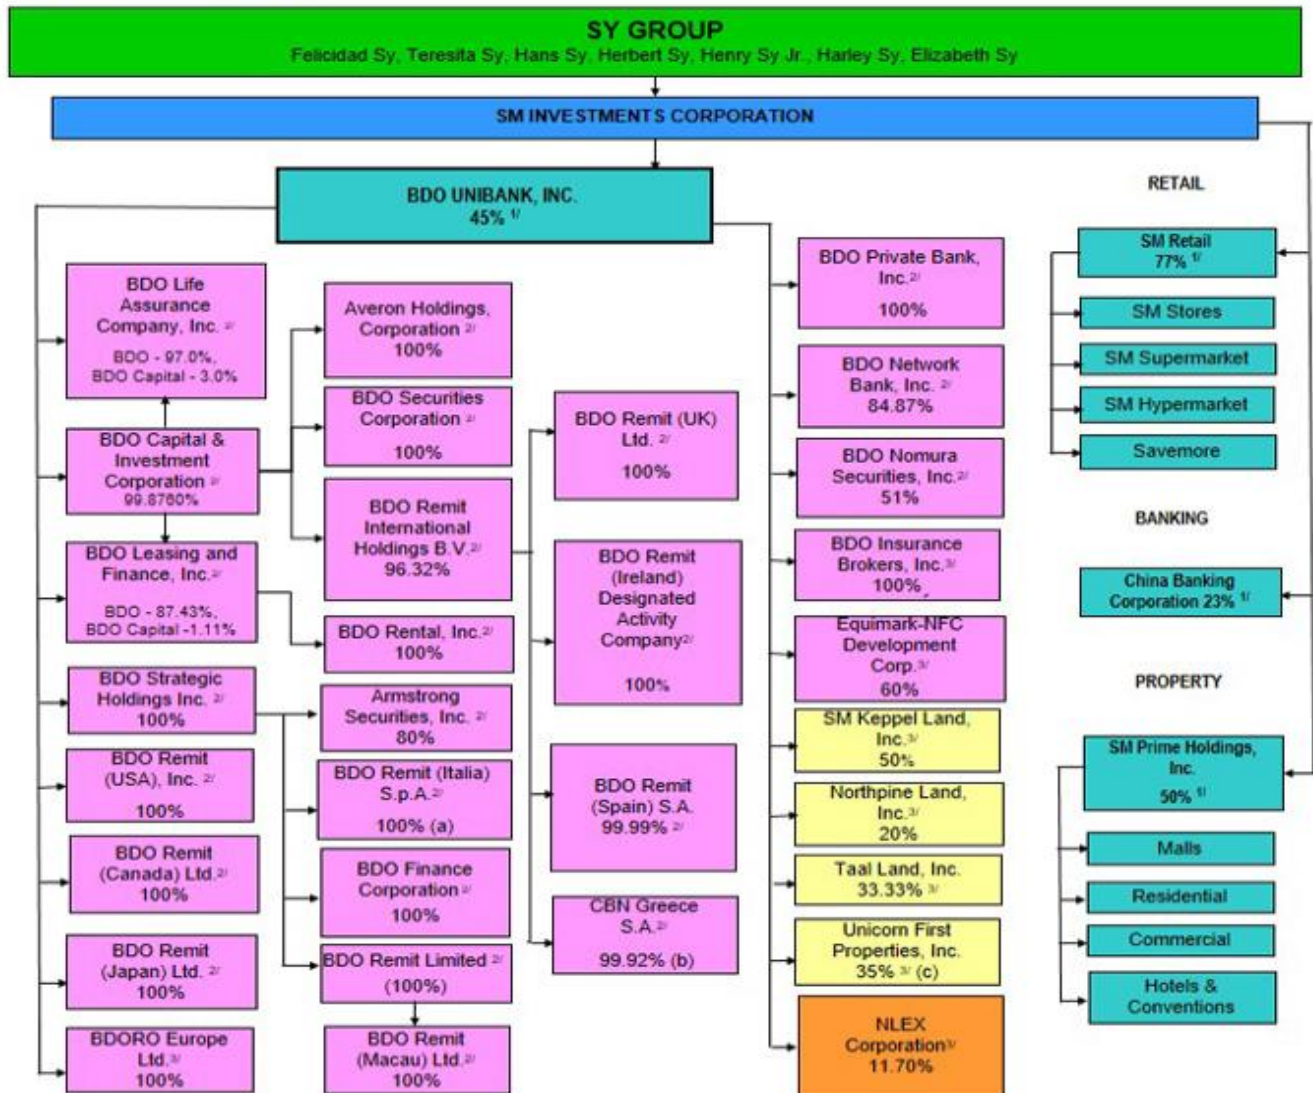 SY GROUP
Felicidad Sy, Teresita Sy, Hans Sy, Herbert Sy, Henry Sy Jr., Harley Sy, Elizabeth Sy
SM INVESTMENTS CORPORATION
BDO UNIBANK, INC.
45% 1/
BDO Life
Assurance
Company, Inc. 2/
BDO - 97.0%,
BDO Capital - 3.0%
BDO Capital &
Investment
Corporation 2/
99.8760%
BDO Leasing and
Finance, Inc.2/
BDO - 87.43%,
BDO Capital -1.11%
BDO Strategic
Holdings Inc. 2/
100%
BDO Remit
(USA), Inc. 2/
100%
BDO Remit
(Canada) Ltd.2/
100%
BDO Remit
(Japan) Ltd. 2/
100%
BDORO Europe
Ltd.3/
100%
Averon Holdings,
Corporation 2/
100%
BDO Securities
Corporation 2/
100%
BDO Remit
International
Holdings B.V.2/
96.32%
BDO Rental, Inc.2/
100%
Armstrong
Securities, Inc. 2/
80%
BDO Remit (Italia)
S.p.A.2/
100% (a)
BDO Finance
Corporation 2/
100%
BDO Remit Limited 2/
(100%)
BDO Remit
(Macau) Ltd.2/
100%
BDO Remit (UK)
Ltd. 2/
100%
BDO Remit
(Ireland)
Designated
Activity
Company2/
100%
BDO Remit
(Spain) S.A.
99.99% 2/
CBN Greece
S.A.2/
99.92% (b)
BDO Private Bank,
Inc.2/
100%
BDO Network
Bank, Inc. 2/
84.87%
BDO Nomura
Securities, Inc.2/
51%
BDO Insurance
Brokers, Inc.3/
100%
Equimark-NFC
Development
Corp.3/
60%
SM Keppel Land,
Inc.3/
50%
Northpine Land,
Inc.3/
20%
Taal Land, Inc.
33.33% 3/
Unicorn First
Properties, Inc.
35% 3/ (c)
NLEX
Corporation3/
11.70%
RETAIL
SM Retail
77% 1/
SM Stores
SM Supermarket
SM Hypermarket
Savemore
BANKING
China Banking
Corporation 23% 1/
PROPERTY
SM Prime Holdings,
Inc.
50% 1/
Malls
Residential
Commercial
Hotels &
Conventions